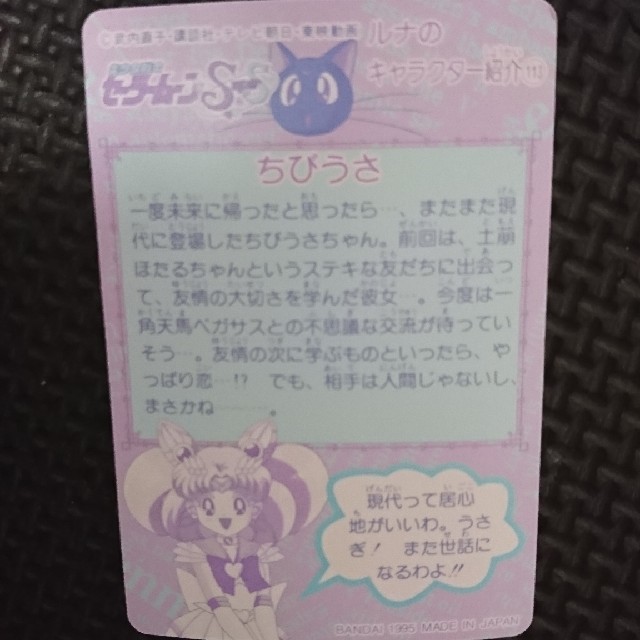 ©武内直子・講談社・テレビ朝日・東映動画
ルナの
キャラクター紹介
セーラームーンSuperS
ちびうさ
一度未来に帰ったと思ったら…、またまた現
代に登場したちびうさちゃん。前回は、土崩
ほたるちゃんというステキな友だちに出会っ
て、友情の大切さを学んだ彼女…。今度は一
角天馬ペガサスとの不思議な交流が待ってい
そう…。友情の次に学ぶものといったら、や
っぱり恋…!? でも、相手は人間じゃないし、
まさかね………。
現代って居心
地がいいわ。うさ
ぎ! また世話に
なるわよ!!
BANDAI 1995 MADE IN JAPAN